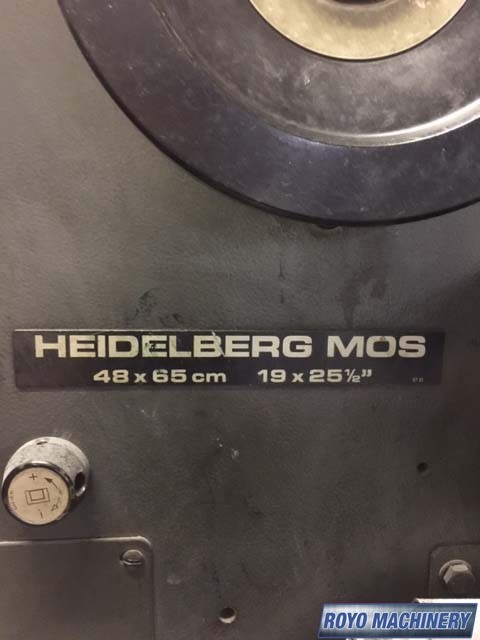 HEIDELBERG MOS
48 x 65 cm 19 x 25½"
+
−
ROYO MACHINERY